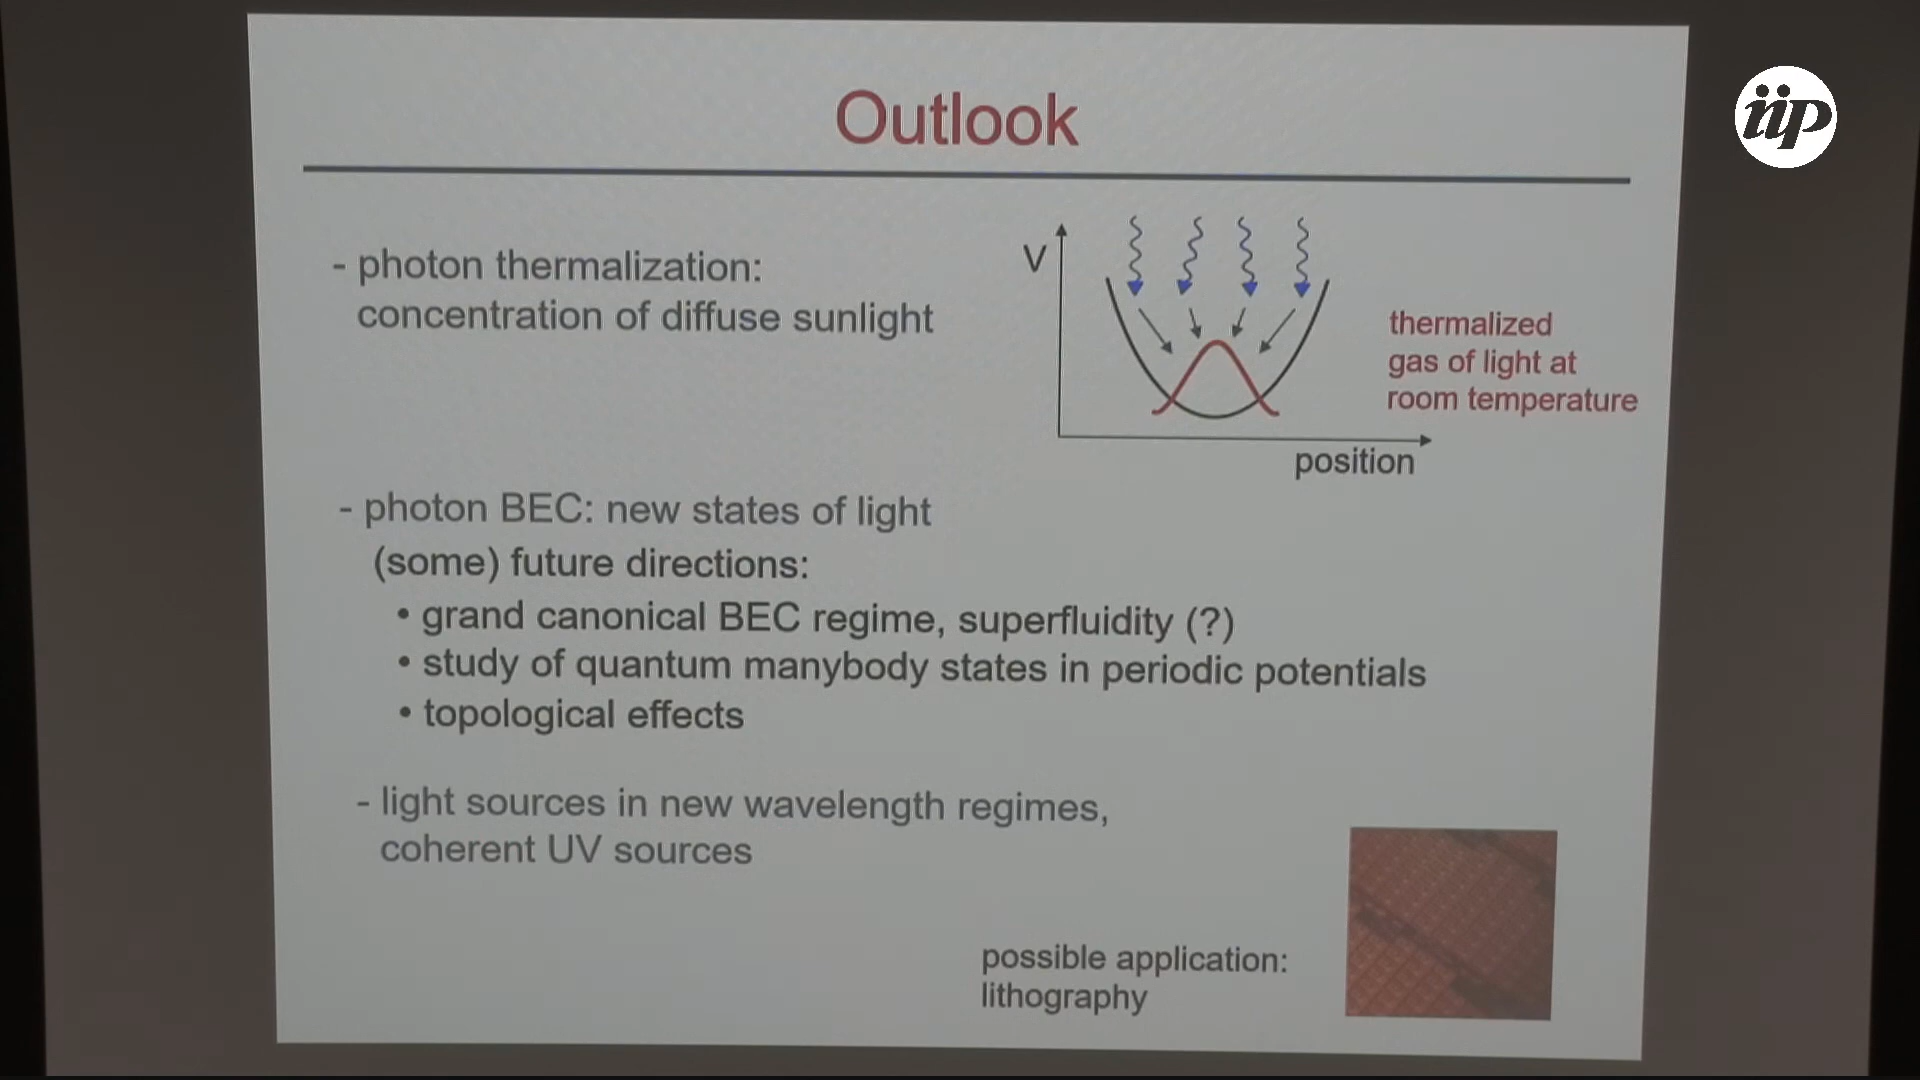 Outlook
- photon thermalization:
concentration of diffuse sunlight
V
thermalized
gas of light at
room temperature
position
- photon BEC: new states of light
(some) future directions:
• grand canonical BEC regime, superfluidity (?)
• study of quantum manybody states in periodic potentials
• topological effects
- light sources in new wavelength regimes,
coherent UV sources
possible application:
lithography
iip